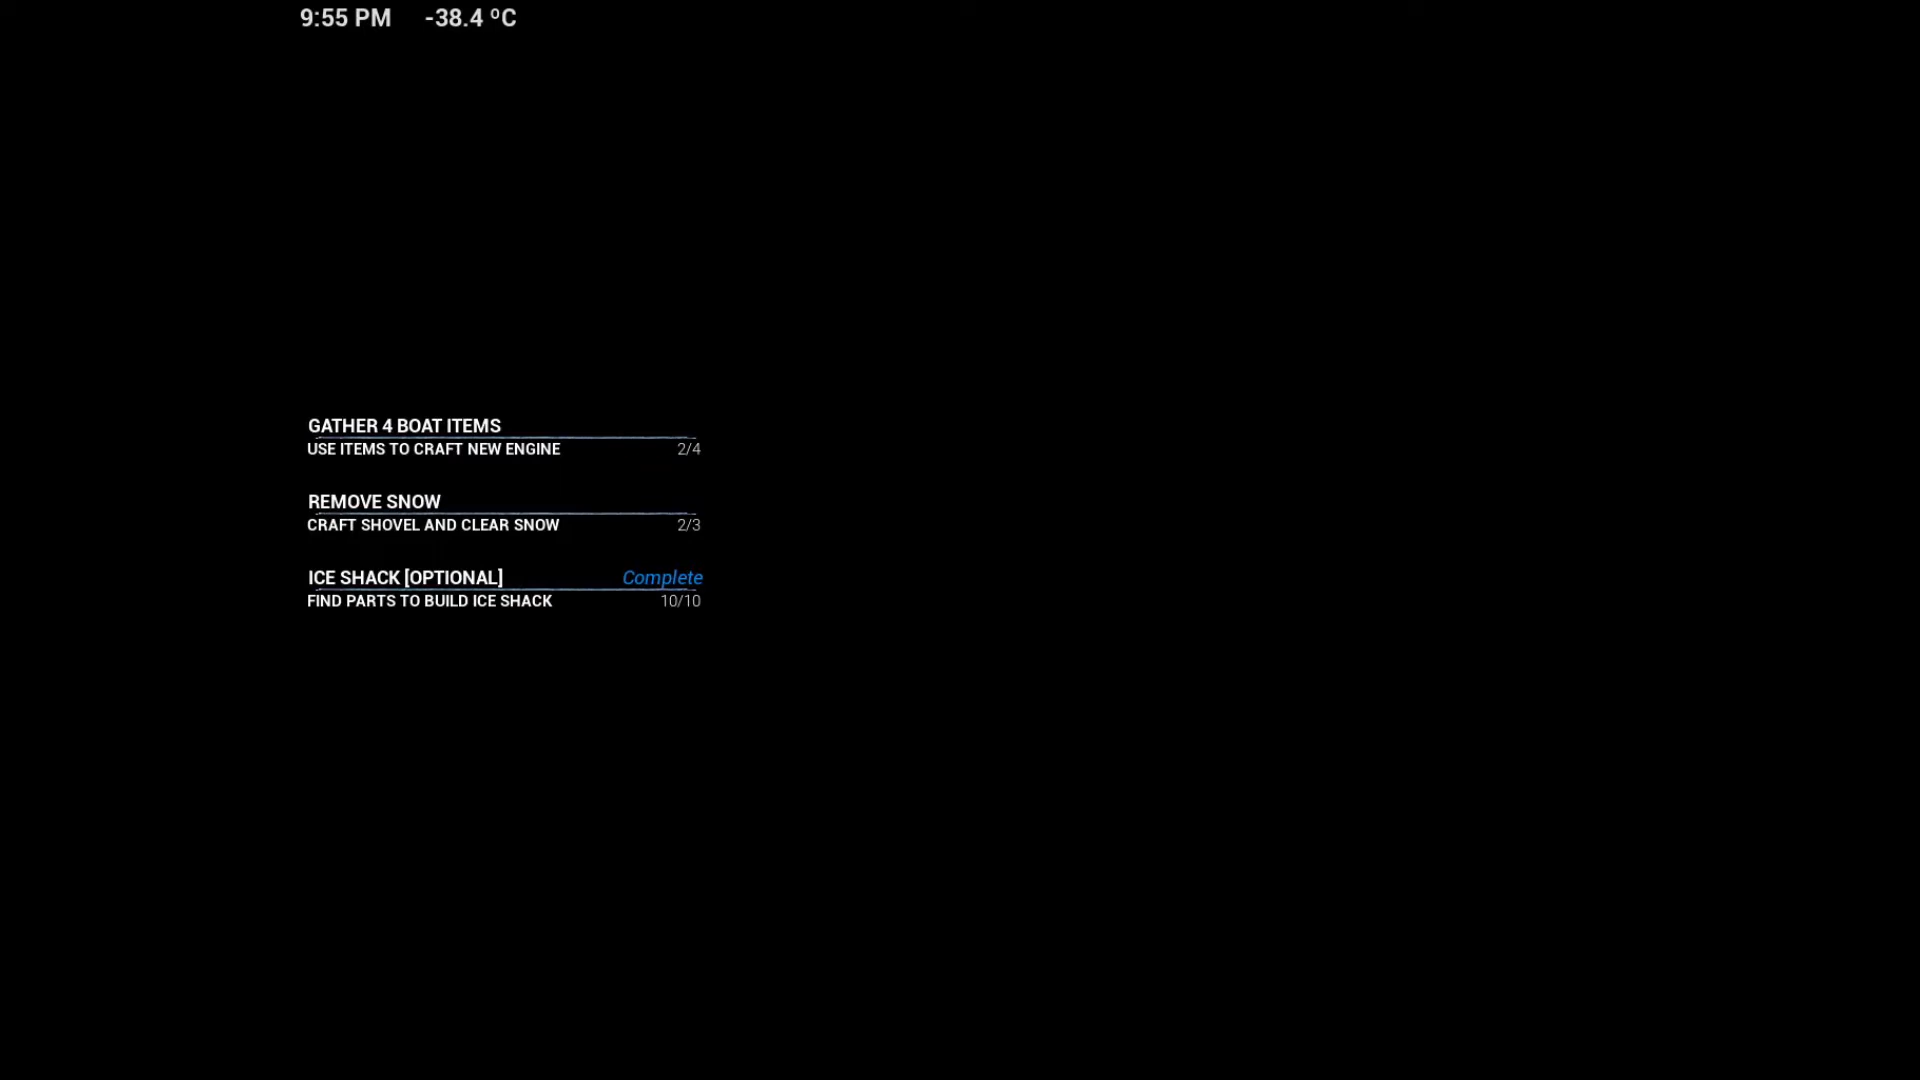 9:55 PM -38.4 ºC
GATHER 4 BOAT ITEMS
USE ITEMS TO CRAFT NEW ENGINE 2/4
REMOVE SNOW
CRAFT SHOVEL AND CLEAR SNOW 2/3
ICE SHACK [OPTIONAL] Complete
FIND PARTS TO BUILD ICE SHACK 10/10